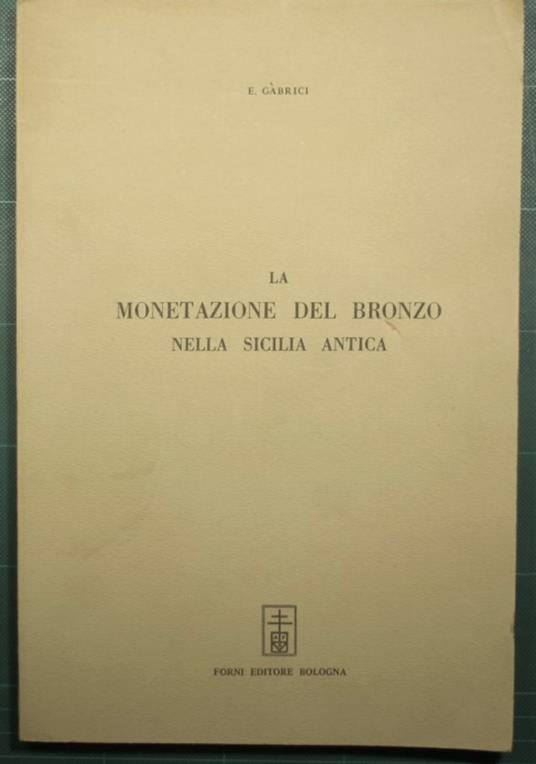 E. GÀBRICI
LA
MONETAZIONE DEL BRONZO
NELLA SICILIA ANTICA
FORNI EDITORE BOLOGNA